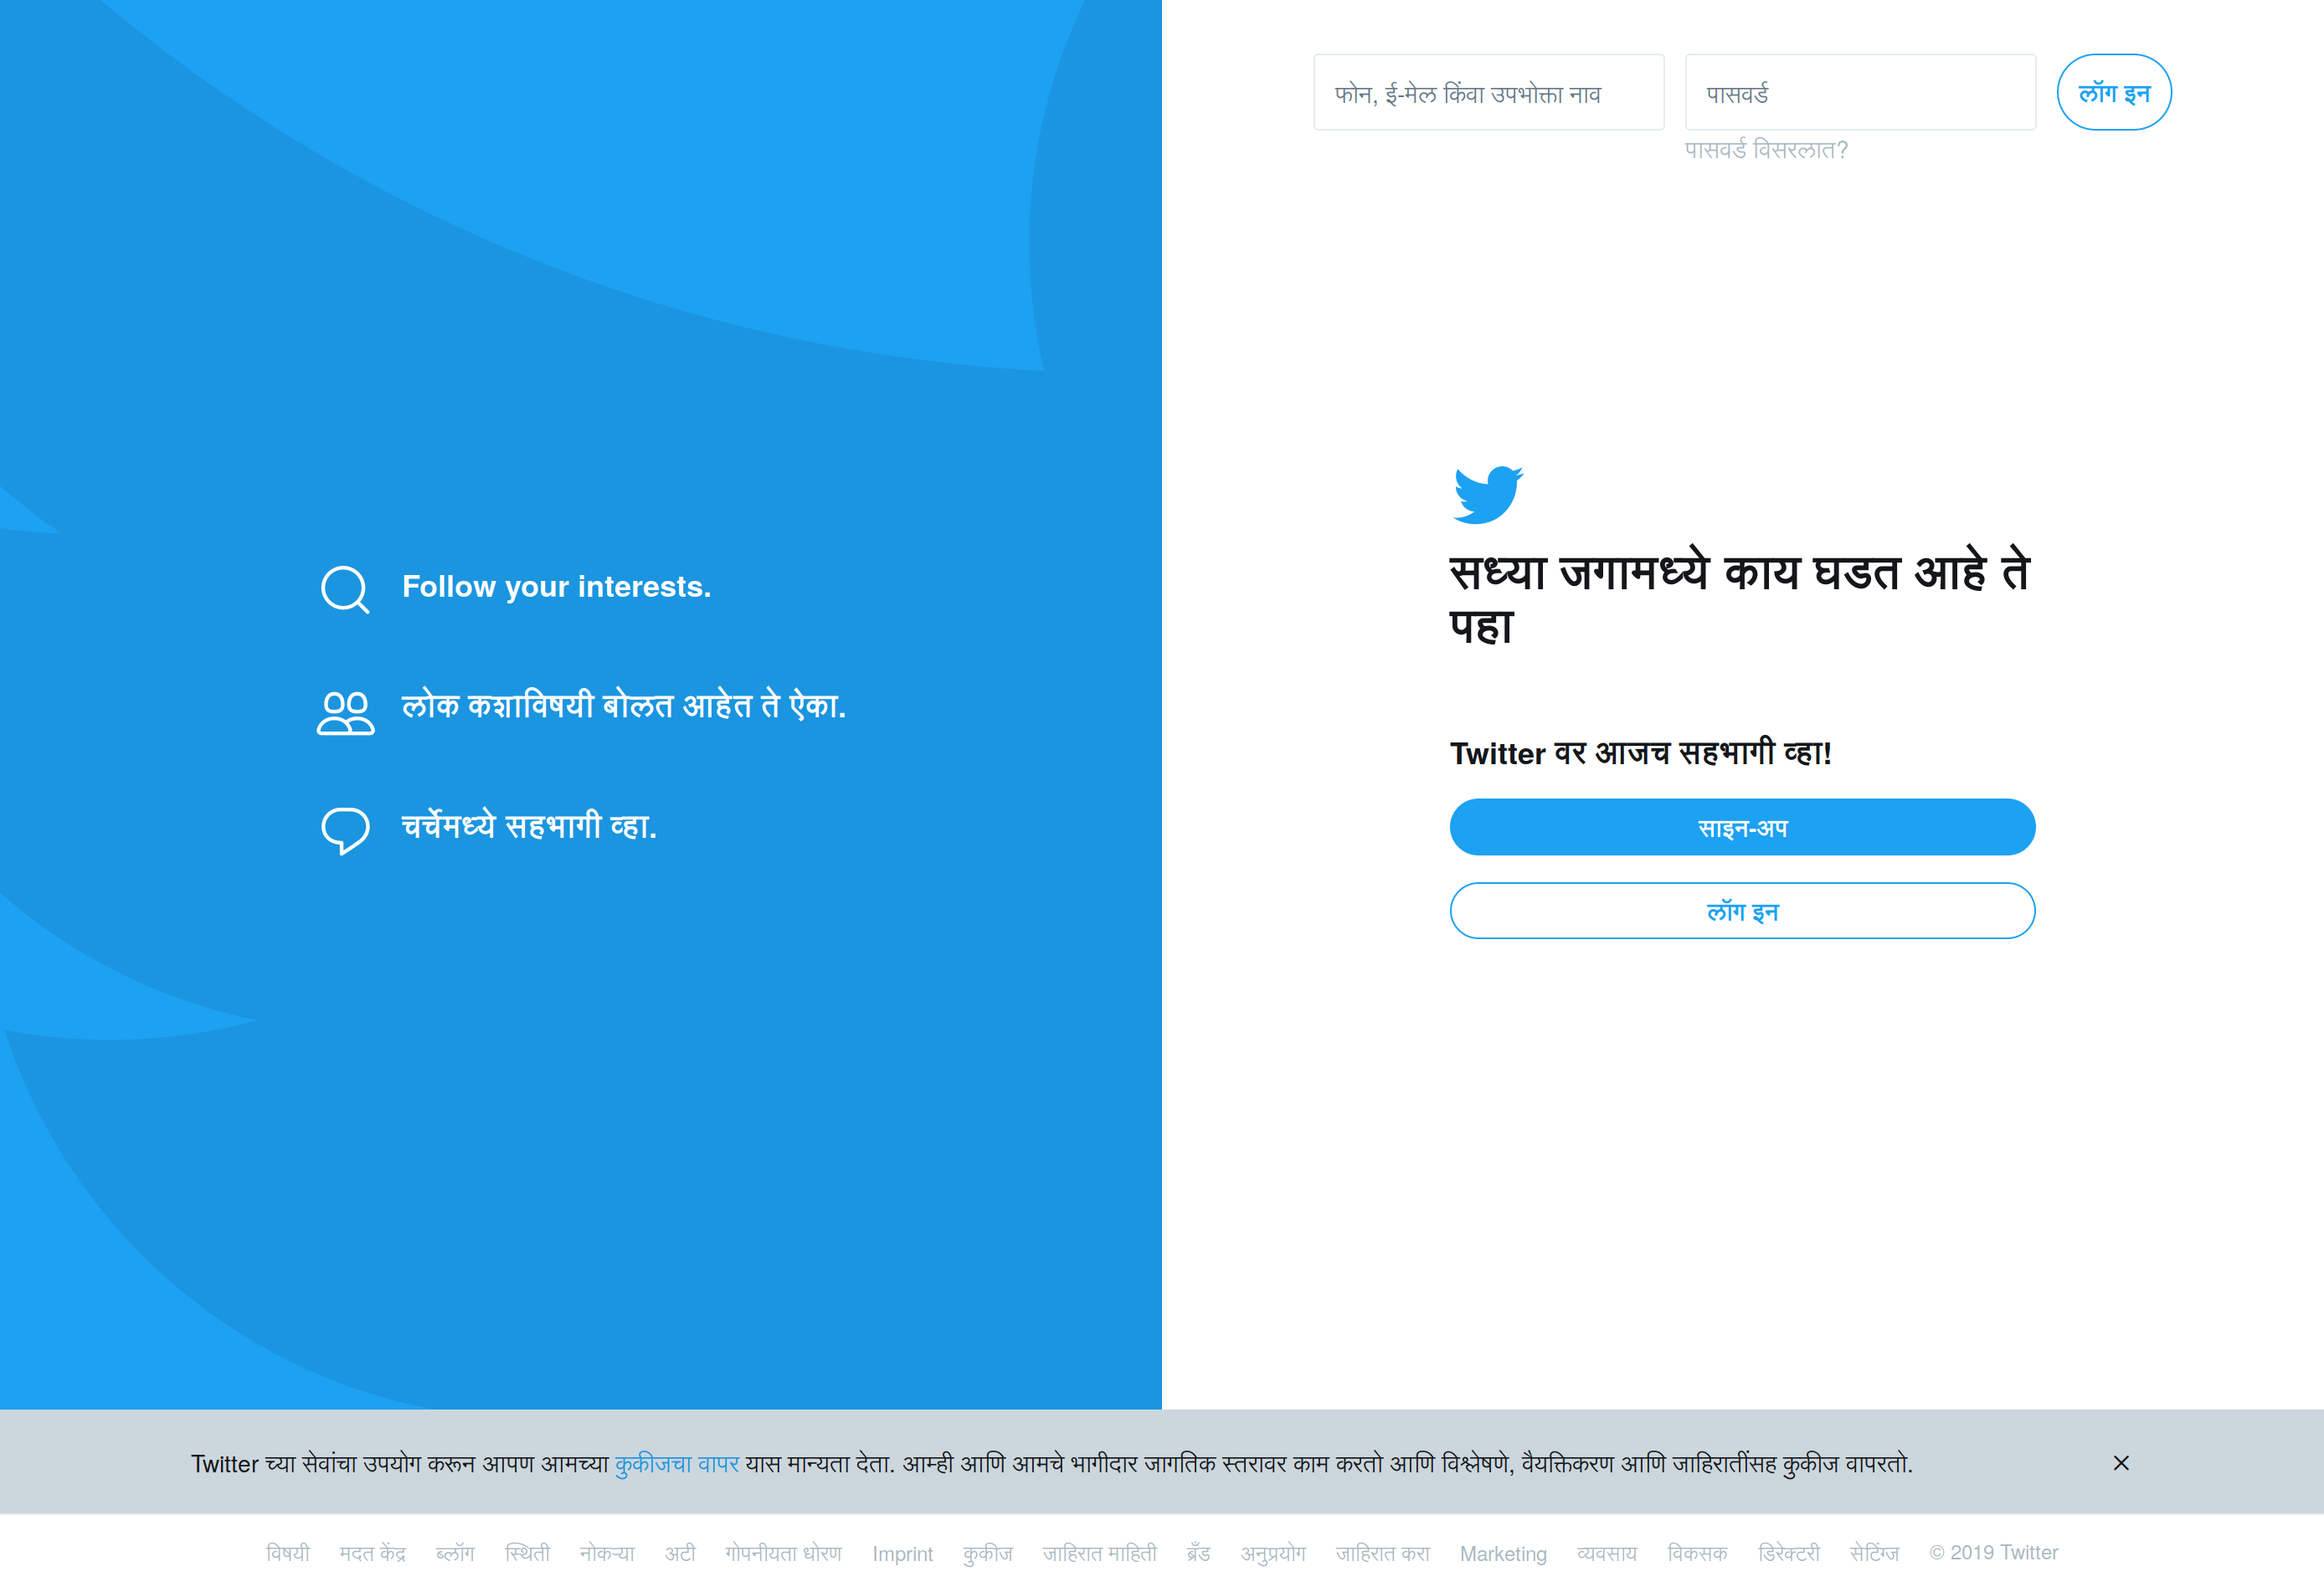 फोन, ई-मेल किंवा उपभोक्ता नाव
पासवर्ड
लॉग इन
पासवर्ड विसरलात?
Follow your interests.
लोक कशाविषयी बोलत आहेत ते ऐका.
चर्चेमध्ये सहभागी व्हा.
सध्या जगामध्ये काय घडत आहे ते
पहा
Twitter वर आजच सहभागी व्हा!
साइन-अप
लॉग इन
Twitter च्या सेवांचा उपयोग करून आपण आमच्या कुकीजचा वापर यास मान्यता देता. आम्ही आणि आमचे भागीदार जागतिक स्तरावर काम करतो आणि विश्लेषणे, वैयक्तिकरण आणि जाहिरातींसह कुकीज वापरतो.
विषयी मदत केंद्र ब्लॉग स्थिती नोकऱ्या अटी गोपनीयता धोरण Imprint कुकीज जाहिरात माहिती ब्रँड अनुप्रयोग जाहिरात करा Marketing व्यवसाय विकसक डिरेक्टरी सेटिंग्ज © 2019 Twitter